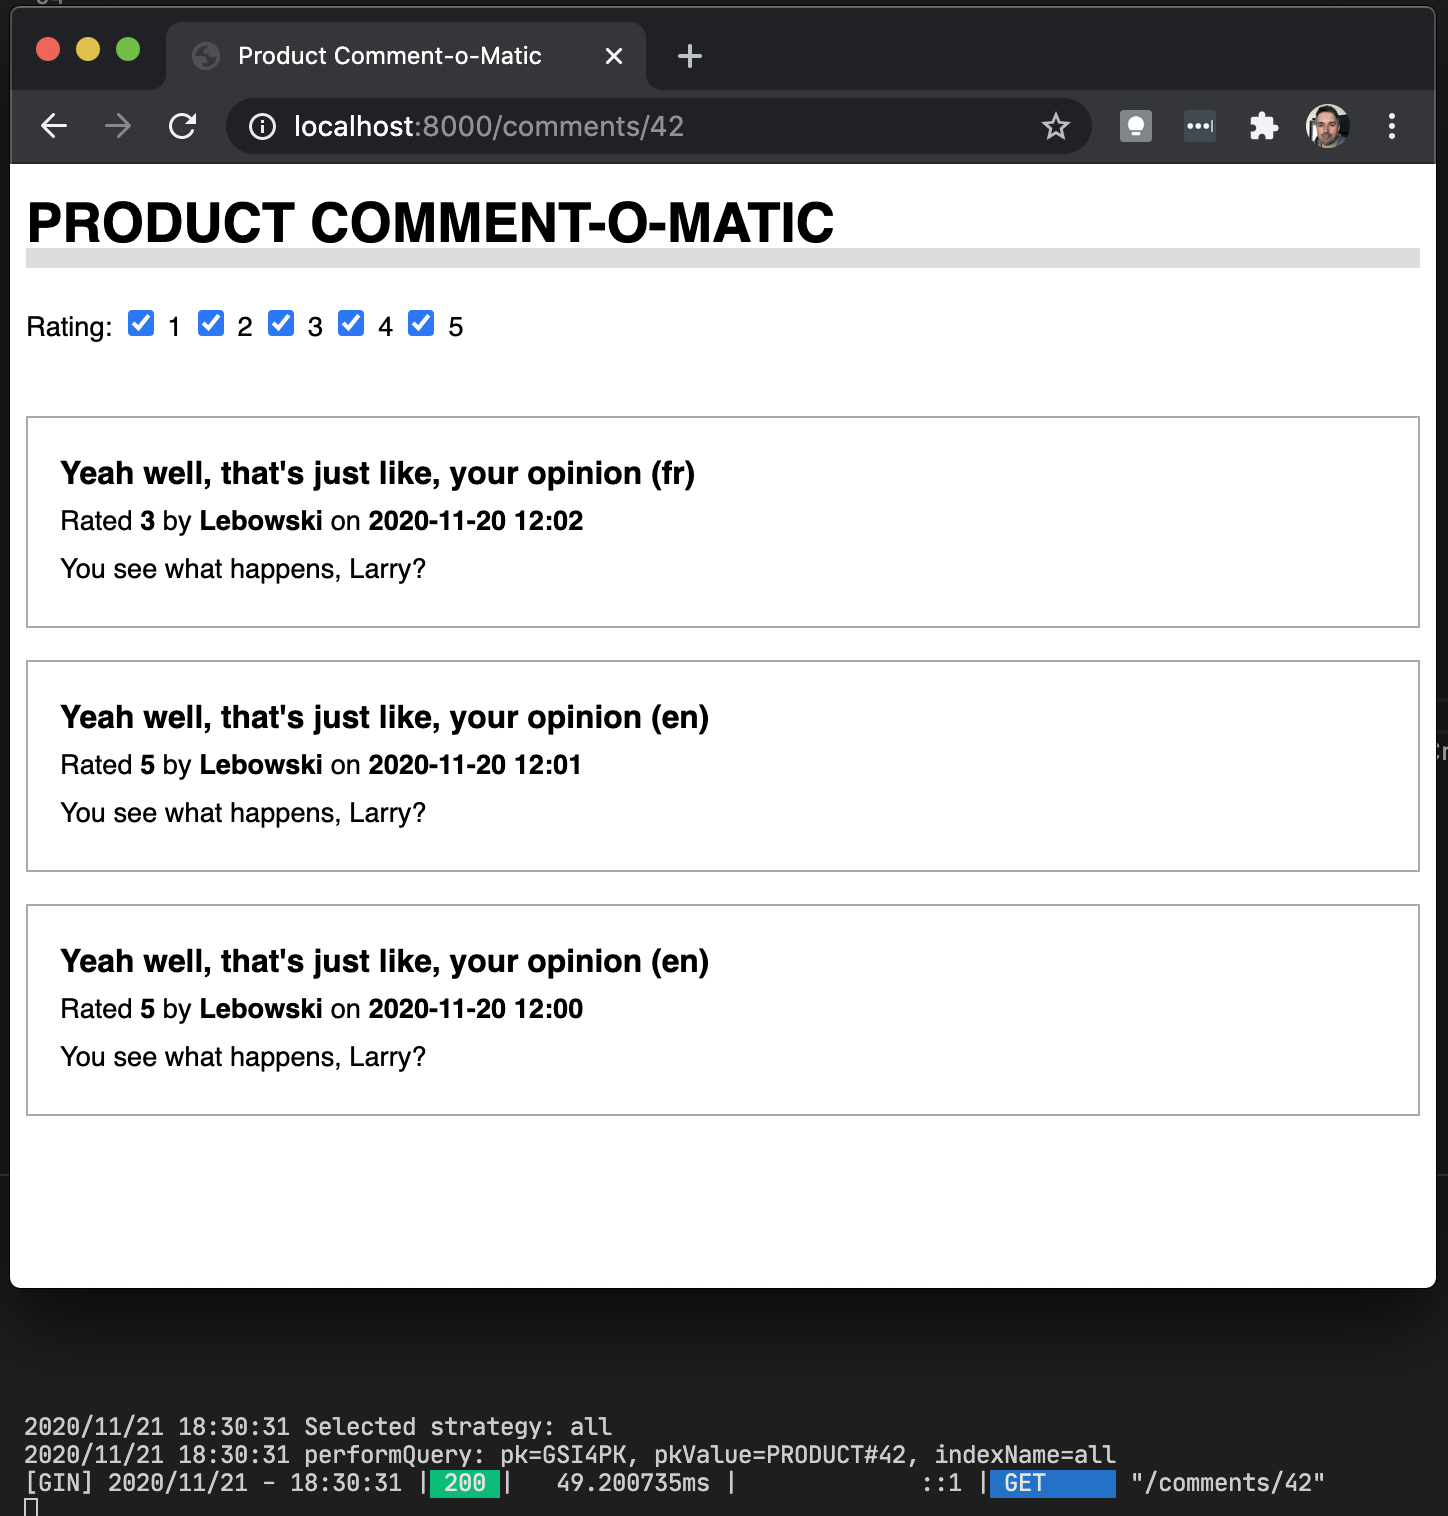 Product Comment-o-Matic
localhost:8000/comments/42
PRODUCT COMMENT-O-MATIC
Rating: 1 2 3 4 5
Yeah well, that's just like, your opinion (fr)
Rated 3 by Lebowski on 2020-11-20 12:02
You see what happens, Larry?
Yeah well, that's just like, your opinion (en)
Rated 5 by Lebowski on 2020-11-20 12:01
You see what happens, Larry?
Yeah well, that's just like, your opinion (en)
Rated 5 by Lebowski on 2020-11-20 12:00
You see what happens, Larry?
2020/11/21 18:30:31 Selected strategy: all
2020/11/21 18:30:31 performQuery: pk=GSI4PK, pkValue=PRODUCT#42, indexName=all
[GIN] 2020/11/21 - 18:30:31 | 200 | 49.200735ms | ::1 | GET "/comments/42"